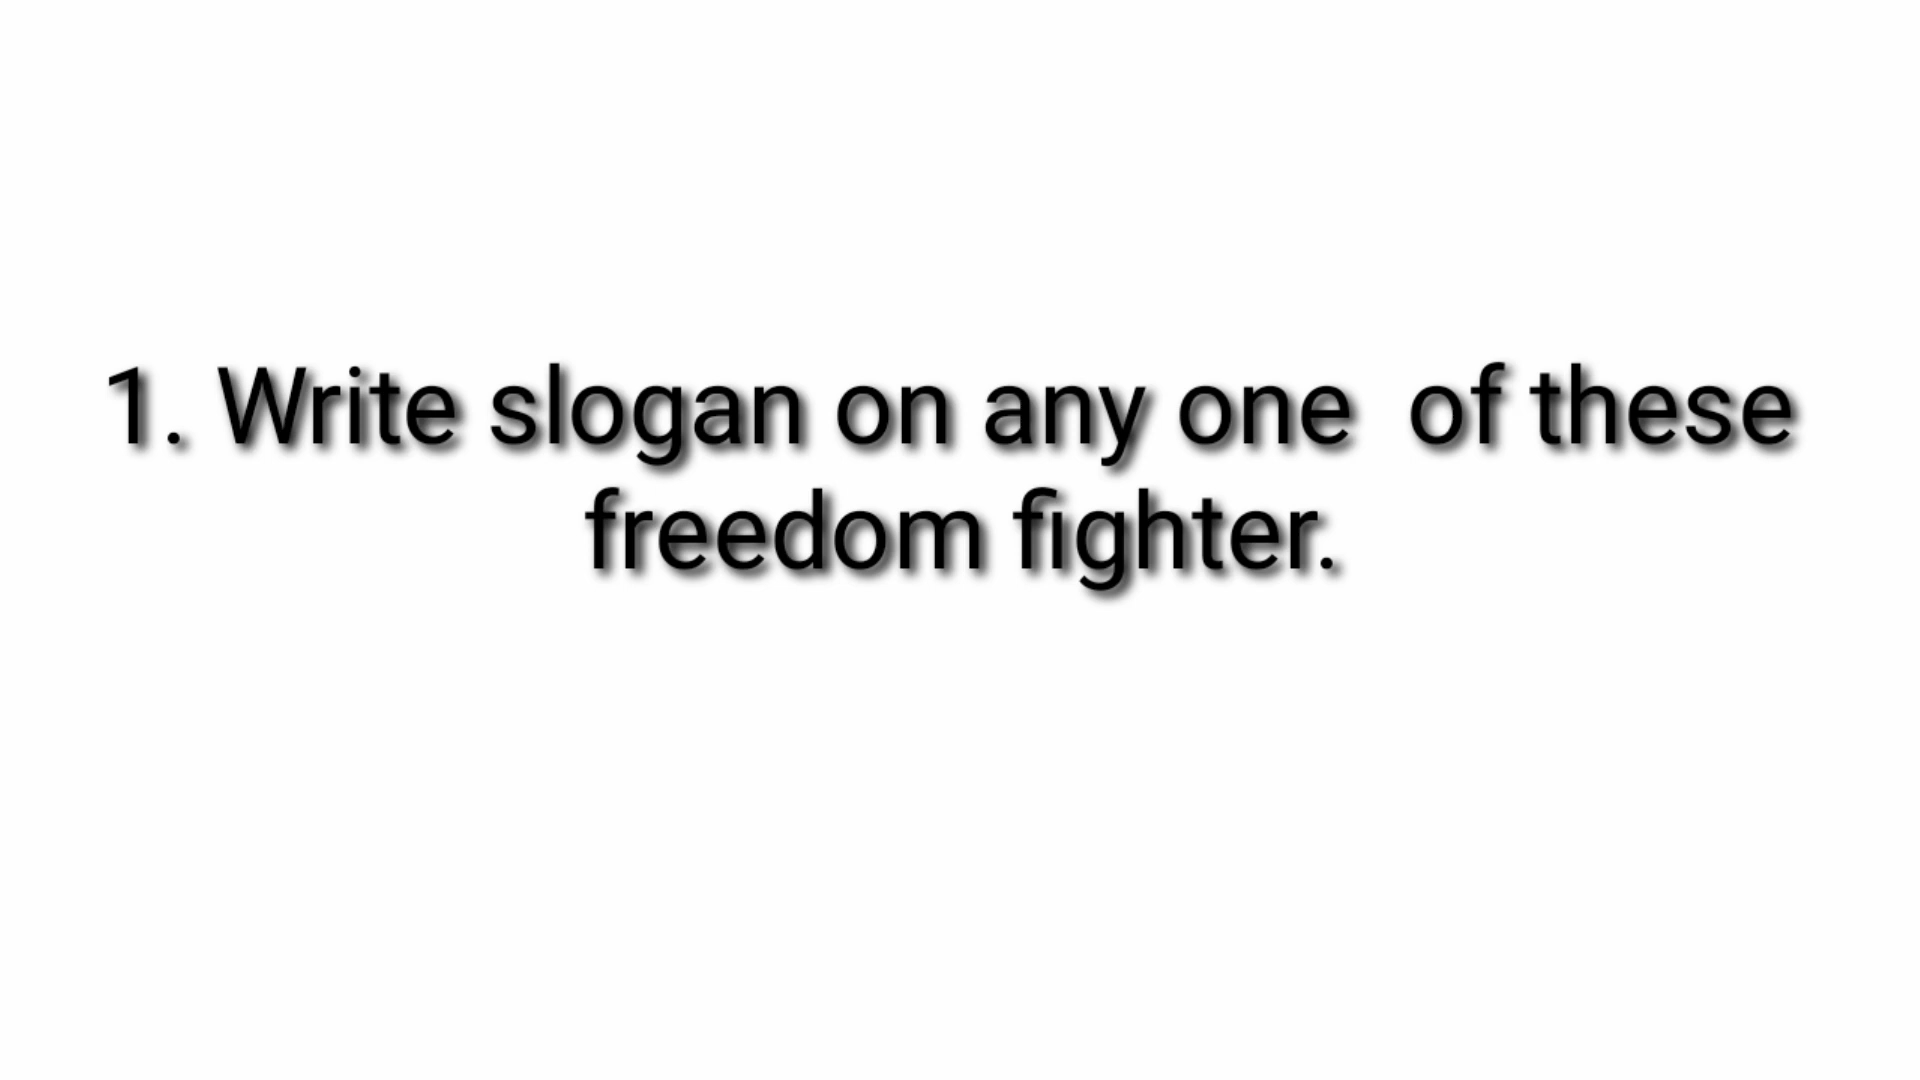 1. Write slogan on any one  of these
freedom fighter.